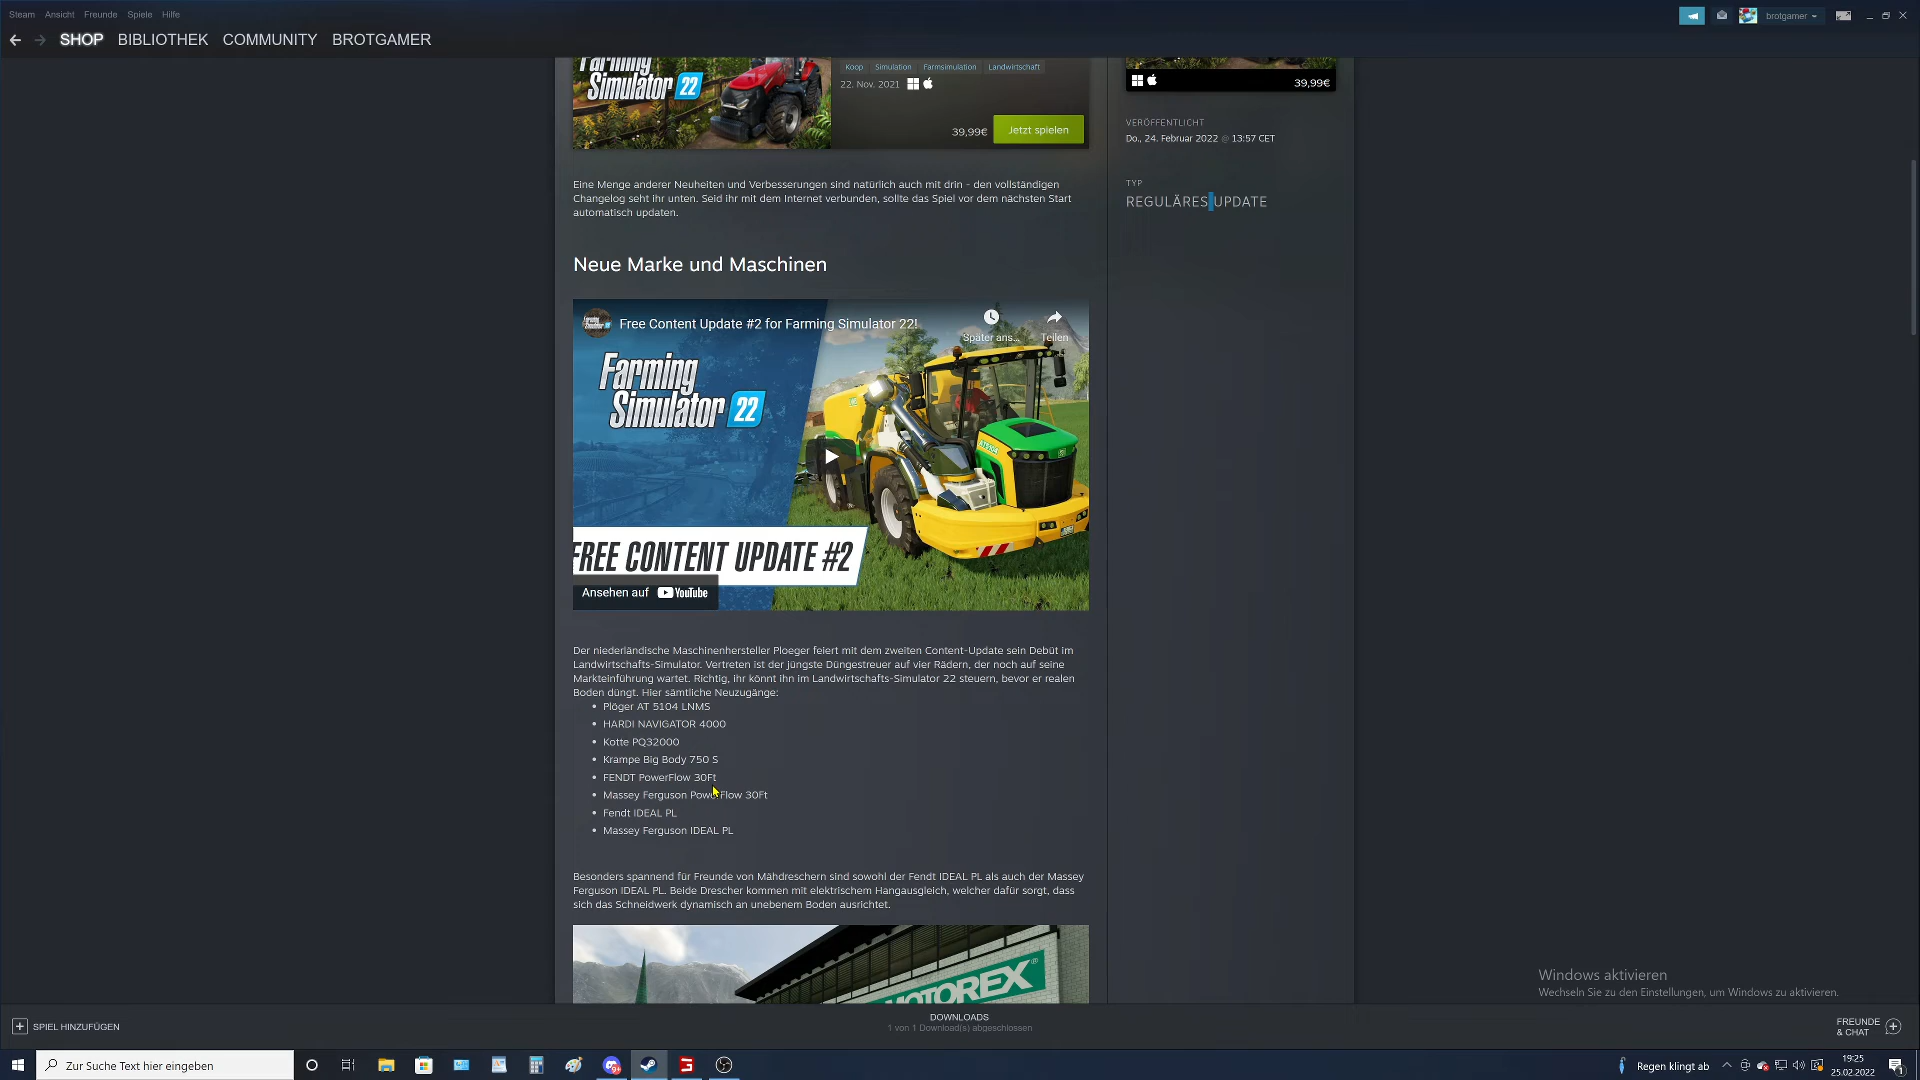 Steam Ansicht Freunde Spiele Hilfe
brotgamer
SHOP BIBLIOTHEK COMMUNITY BROTGAMER
Farming
Simulator 22
Koop Simulation Farmsimulation Landwirtschaft
22. Nov. 2021
39,99€ Jetzt spielen
39,99€
VERÖFFENTLICHT
Do., 24. Februar 2022 @ 13:57 CET
TYP
REGULÄRES UPDATE
Eine Menge anderer Neuheiten und Verbesserungen sind natürlich auch mit drin - den vollständigen
Changelog seht ihr unten. Seid ihr mit dem Internet verbunden, sollte das Spiel vor dem nächsten Start
automatisch updaten.
Neue Marke und Maschinen
Free Content Update #2 for Farming Simulator 22!
Später ans... Teilen
Farming
Simulator 22
FREE CONTENT UPDATE #2
Ansehen auf YouTube
Der niederländische Maschinenhersteller Ploeger feiert mit dem zweiten Content-Update sein Debüt im
Landwirtschafts-Simulator. Vertreten ist der jüngste Düngestreuer auf vier Rädern, der noch auf seine
Markteinführung wartet. Richtig, ihr könnt ihn im Landwirtschafts-Simulator 22 steuern, bevor er realen
Boden düngt. Hier sämtliche Neuzugänge:
• Plöger AT 5104 LNMS
• HARDI NAVIGATOR 4000
• Kotte PQ32000
• Krampe Big Body 750 S
• FENDT PowerFlow 30Ft
• Massey Ferguson PowerFlow 30Ft
• Fendt IDEAL PL
• Massey Ferguson IDEAL PL
Besonders spannend für Freunde von Mähdreschern sind sowohl der Fendt IDEAL PL als auch der Massey
Ferguson IDEAL PL. Beide Drescher kommen mit elektrischem Hangausgleich, welcher dafür sorgt, dass
sich das Schneidwerk dynamisch an unebenem Boden ausrichtet.
MOTOREX
Windows aktivieren
Wechseln Sie zu den Einstellungen, um Windows zu aktivieren.
SPIEL HINZUFÜGEN
DOWNLOADS
1 von 1 Download(s) abgeschlossen
FREUNDE
& CHAT
Zur Suche Text hier eingeben
Regen klingt ab
19:25
25.02.2022